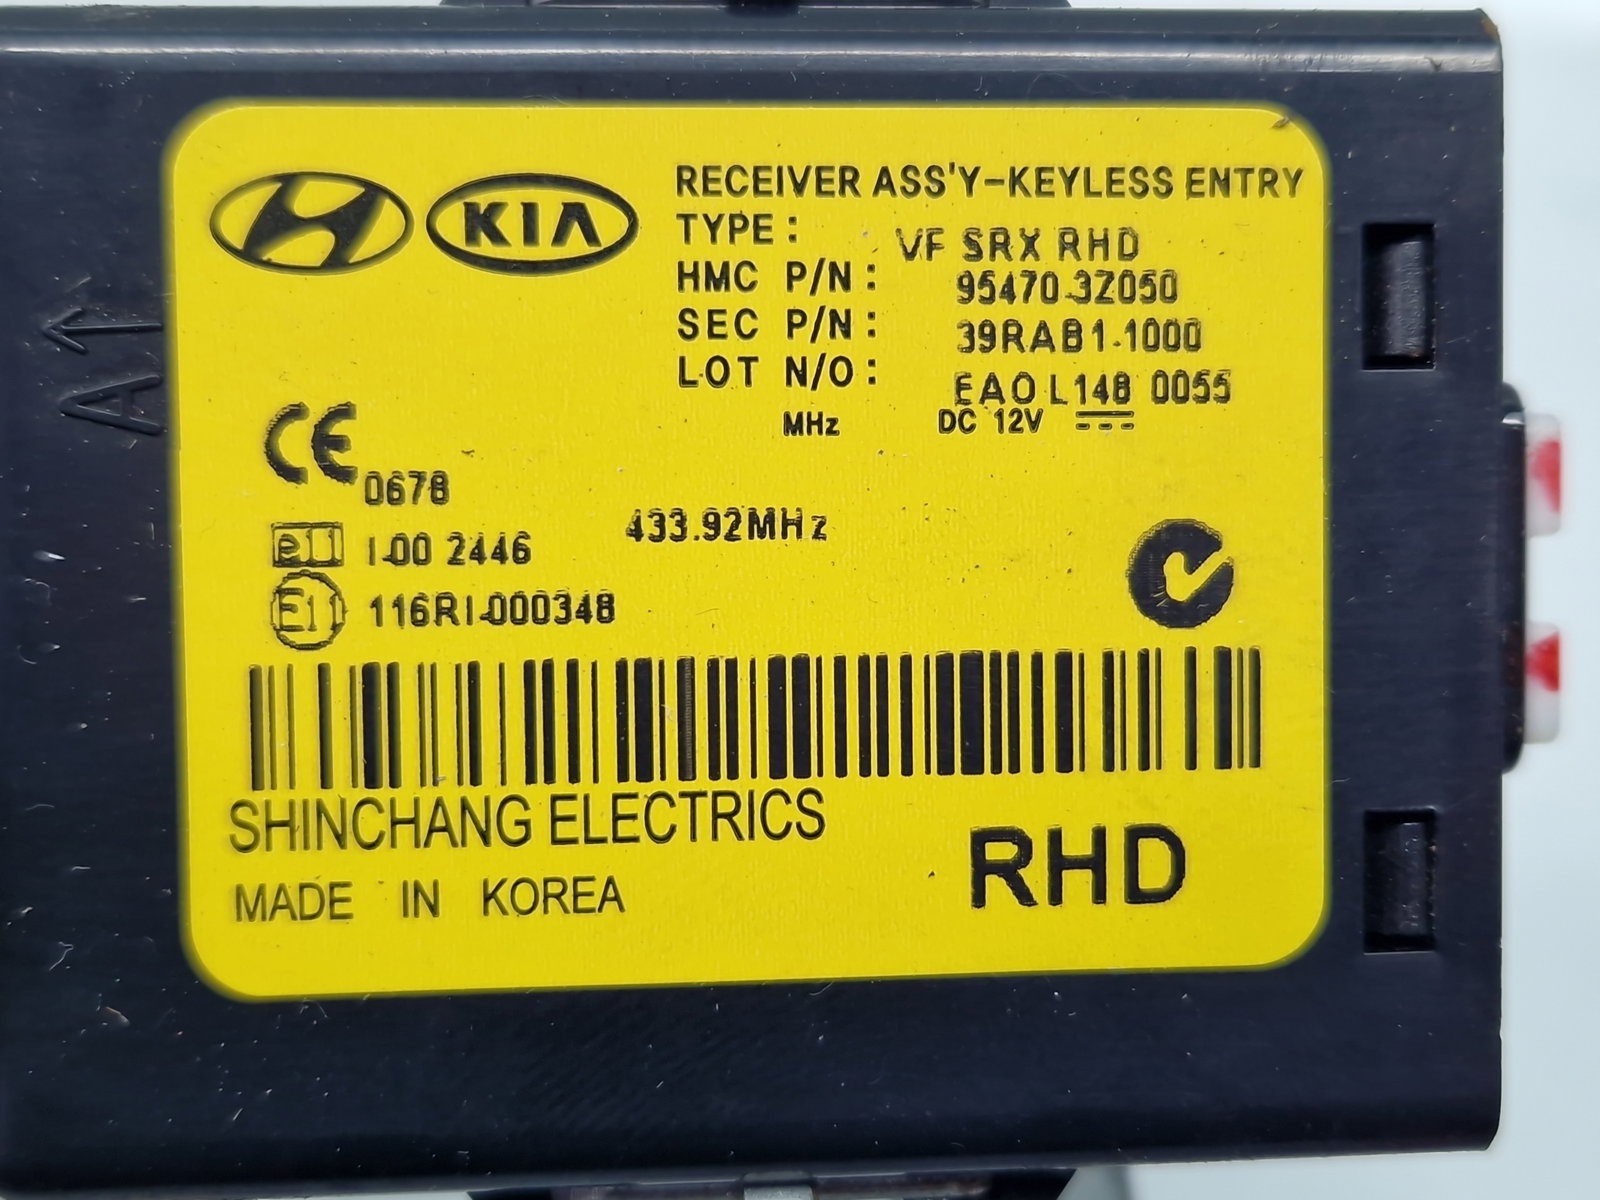 KIA
RECEIVER ASS'Y-KEYLESS ENTRY
TYPE: VF SRX RHD
HMC P/N: 95470-3Z050
SEC P/N: 39RAB1-1000
LOT N/O: EAO L148 0055
MHz DC 12V
A
CE 0678
433.92MHz
e11 I-00 2446
E11 116RI-000348
SHINCHANG ELECTRICS
RHD
MADE IN KOREA